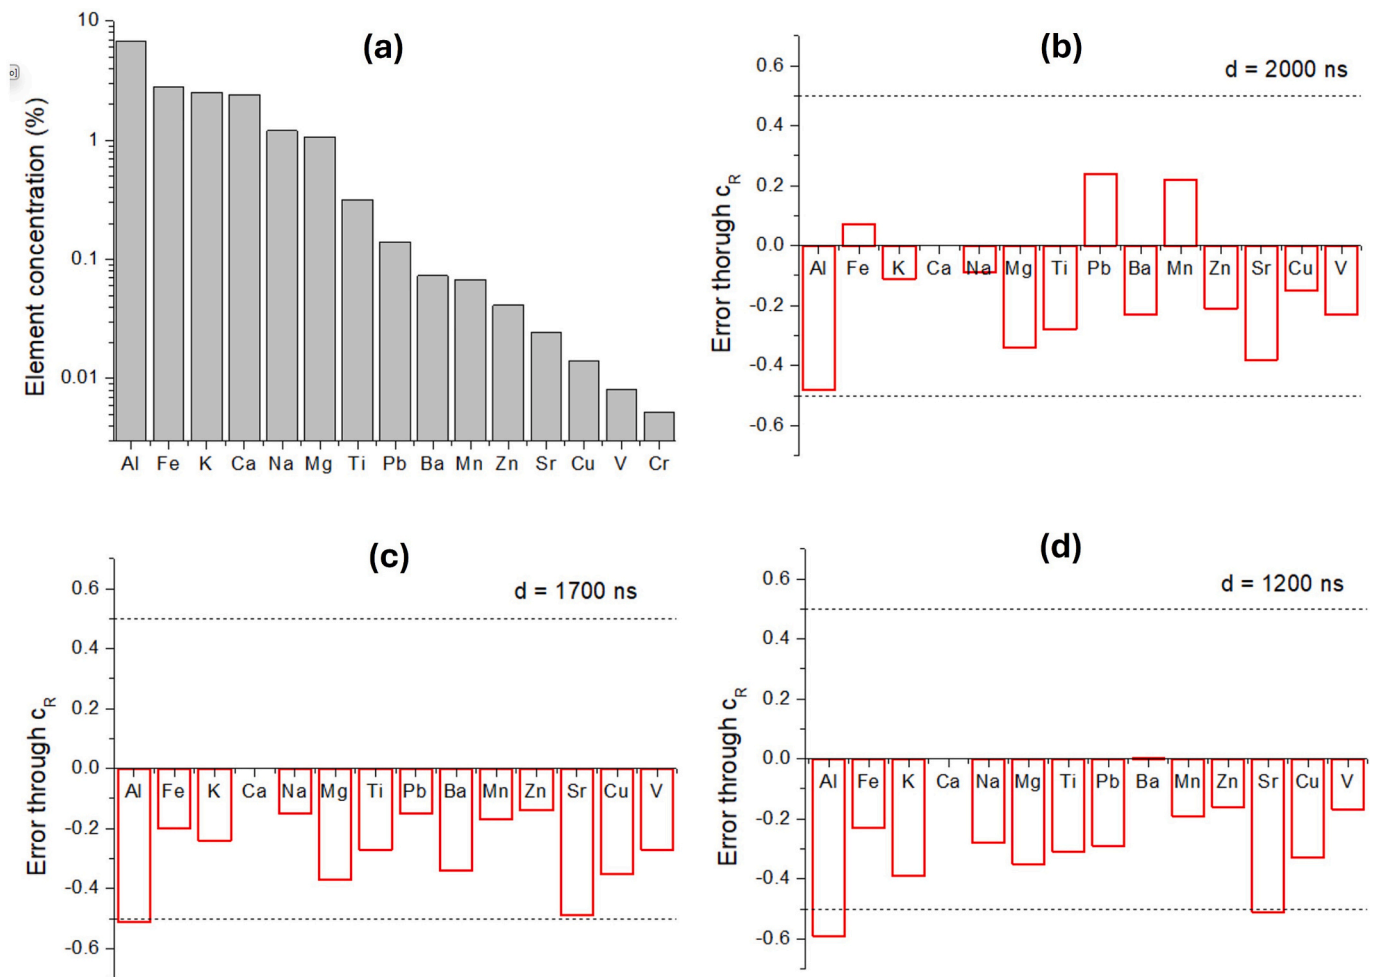 (a)
Element concentration (%)
10
1
0.1
0.01
Al Fe K Ca Na Mg Ti Pb Ba Mn Zn Sr Cu V Cr
(b)
d = 2000 ns
Error thorugh cR
0.6
0.4
0.2
0.0
-0.2
-0.4
-0.6
Al Fe K Ca Na Mg Ti Pb Ba Mn Zn Sr Cu V
(c)
d = 1700 ns
Error through cR
0.6
0.4
0.2
0.0
-0.2
-0.4
-0.6
Al Fe K Ca Na Mg Ti Pb Ba Mn Zn Sr Cu V
(d)
d = 1200 ns
Error through cR
0.6
0.4
0.2
0.0
-0.2
-0.4
-0.6
Al Fe K Ca Na Mg Ti Pb Ba Mn Zn Sr Cu V